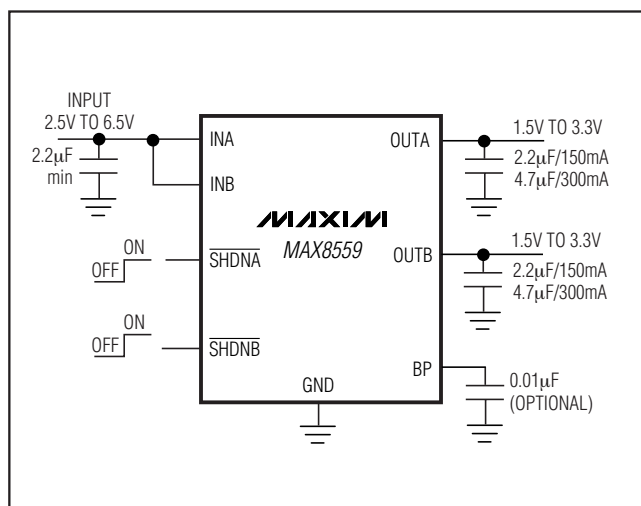 INPUT
2.5V TO 6.5V
2.2µF
min
INA
INB
OUTA
1.5V TO 3.3V
2.2µF/150mA
4.7µF/300mA
MAXIM
MAX8559
ON
OFF
SHDNA
OUTB
1.5V TO 3.3V
2.2µF/150mA
4.7µF/300mA
ON
OFF
SHDNB
BP
0.01µF
(OPTIONAL)
GND